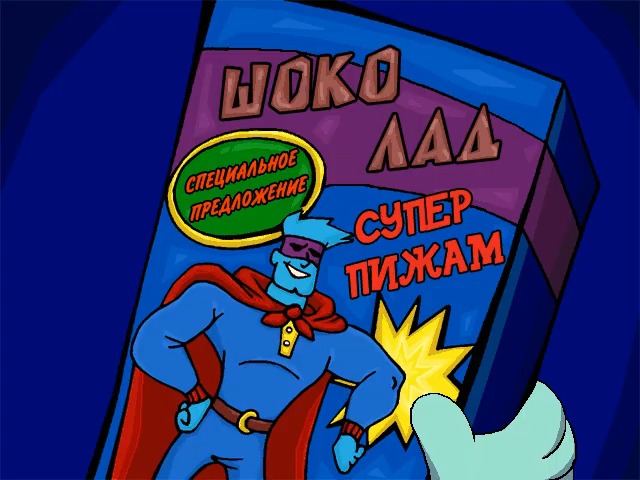 ШОКО
ЛАД
СПЕЦИАЛЬНОЕ
ПРЕДЛОЖЕНИЕ
СУПЕР
ПИЖАМ